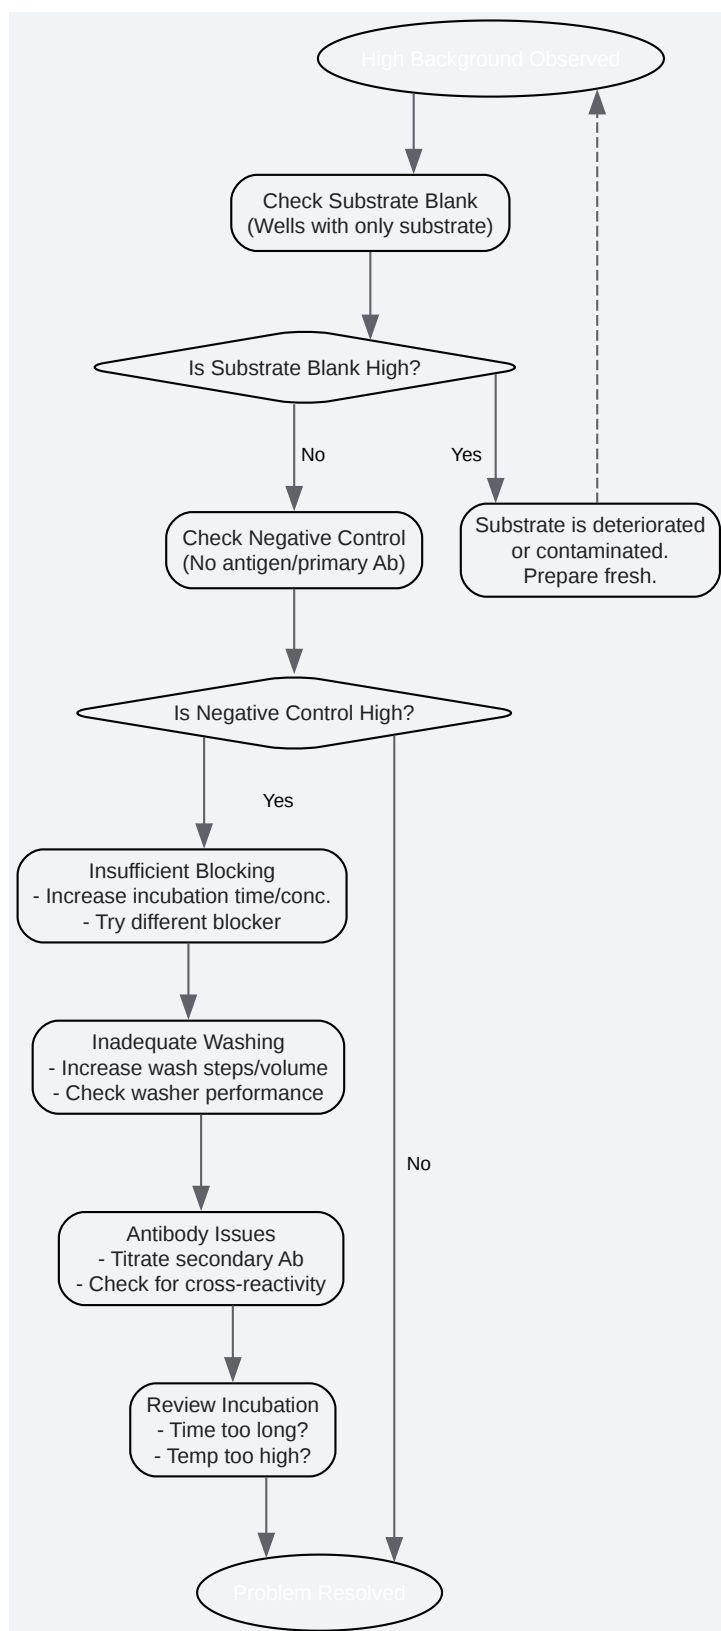 High Background Observed
Check Substrate Blank
(Wells with only substrate)
Is Substrate Blank High?
No
Yes
Check Negative Control
(No antigen/primary Ab)
Substrate is deteriorated
or contaminated.
Prepare fresh.
Is Negative Control High?
Yes
Insufficient Blocking
- Increase incubation time/conc.
- Try different blocker
Inadequate Washing
- Increase wash steps/volume
- Check washer performance
No
Antibody Issues
- Titrate secondary Ab
- Check for cross-reactivity
Review Incubation
- Time too long?
- Temp too high?
Problem Resolved